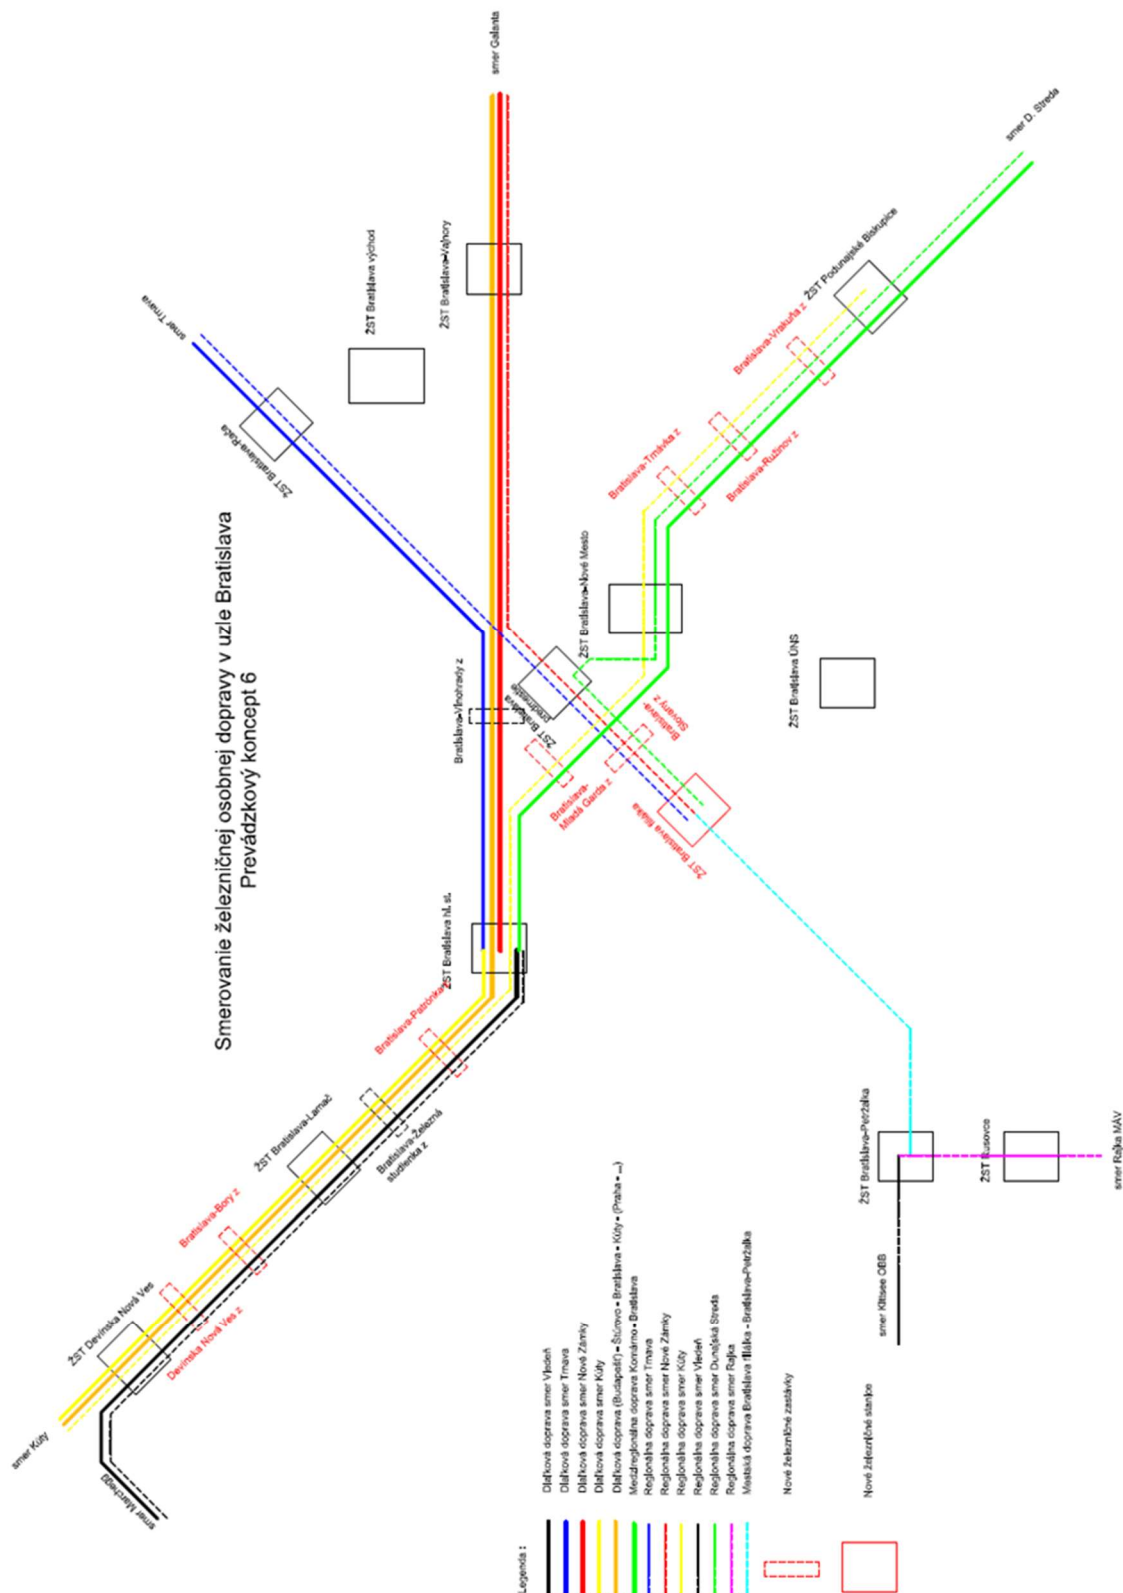 Smerovanie železničnej osobnej dopravy v uzle Bratislava
Prevádzkový koncept 6
smer Kúty
smer Marchegg
ŽST Devínska Nová Ves
Devínska Nová Ves z
Bratislava-Bory z
ŽST Bratislava-Lamač
Bratislava-Železná
studienka z
Bratislava-Patrónka
ŽST Bratislava hl. st.
Bratislava-Vinohrady z
ŽST Bratislava
predmestie
Bratislava-
Mladá Garda z
Bratislava-
Slovany z
ŽST Bratislava filiálka
ŽST Bratislava-Nové Mesto
ŽST Bratislava-Rača
smer Trnava
ŽST Bratislava východ
ŽST Bratislava-Vajnory
smer Galanta
Bratislava-Trnávka z
Bratislava-Ružinov z
Bratislava-Vrakuňa z
ŽST Podunajské Biskupice
smer D. Streda
ŽST Bratislava ÚNS
ŽST Bratislava-Petržalka
ŽST Rusovce
smer Rajka MÁV
smer Kittsee OBB
Legenda :
Diaľková doprava smer Viedeň
Diaľková doprava smer Trnava
Diaľková doprava smer Nové Zámky
Diaľková doprava smer Kúty
Diaľková doprava (Budapešť) - Štúrovo - Bratislava - Kúty - (Praha - ...)
Medziregionálna doprava Komárno - Bratislava
Regionálna doprava smer Trnava
Regionálna doprava smer Nové Zámky
Regionálna doprava smer Kúty
Regionálna doprava smer Viedeň
Regionálna doprava smer Dunajská Streda
Regionálna doprava smer Rajka
Mestská doprava Bratislava filiálka - Bratislava-Petržalka
Nové železničné zastávky
Nové železničné stanice